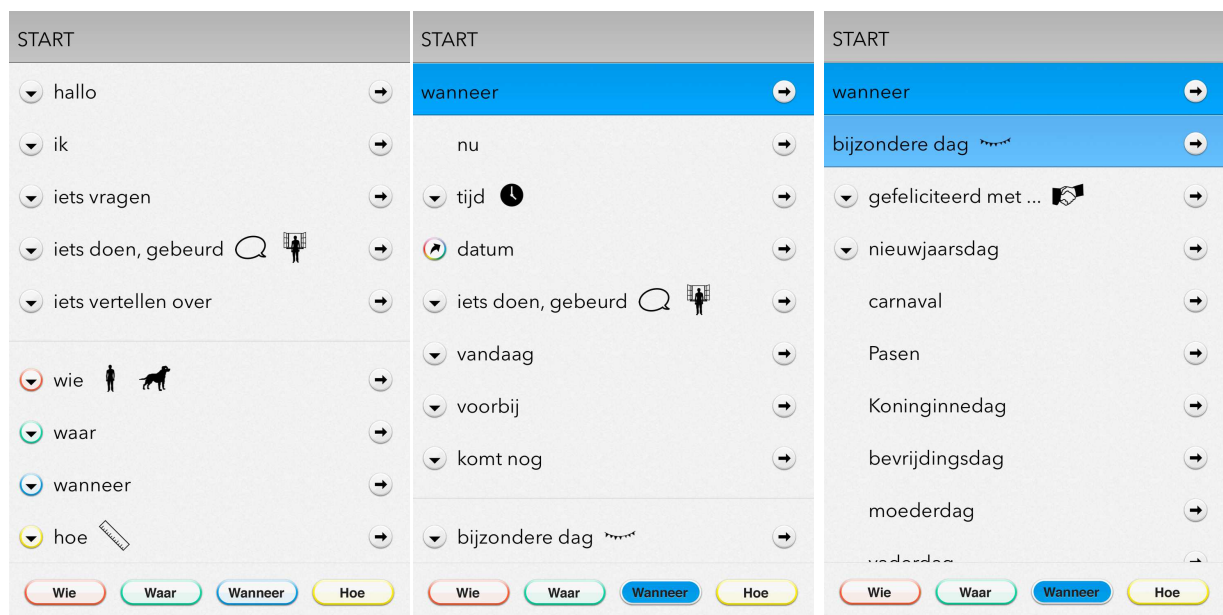 START
hallo
ik
iets vragen
iets doen, gebeurd
iets vertellen over
wie
waar
wanneer
hoe
Wie
Waar
Wanneer
Hoe
START
wanneer
nu
tijd
datum
iets doen, gebeurd
vandaag
voorbij
komt nog
bijzondere dag
Wie
Waar
Wanneer
Hoe
START
wanneer
bijzondere dag
gefeliciteerd met ...
nieuwjaarsdag
carnaval
Pasen
Koninginnedag
bevrijdingsdag
moederdag
vaderdag
Wie
Waar
Wanneer
Hoe